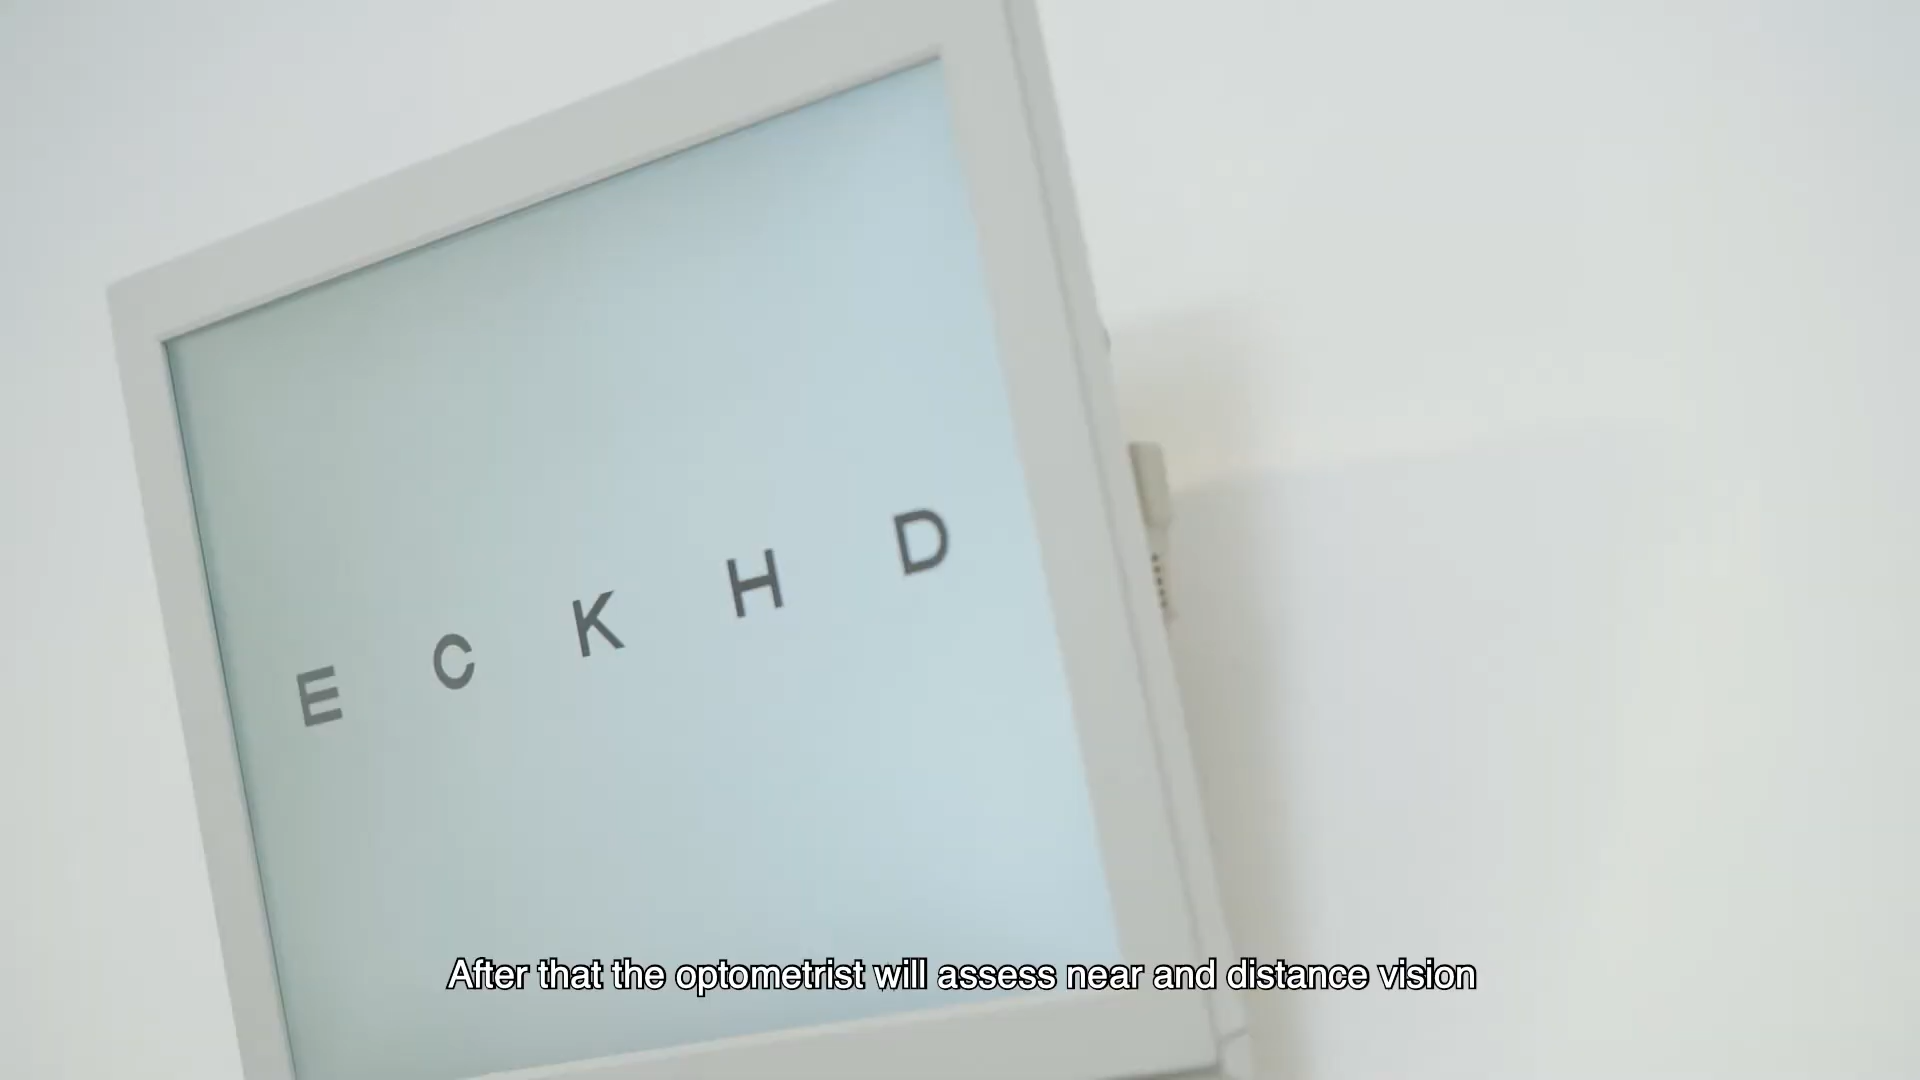 E C K H D
After that the optometrist will assess near and distance vision